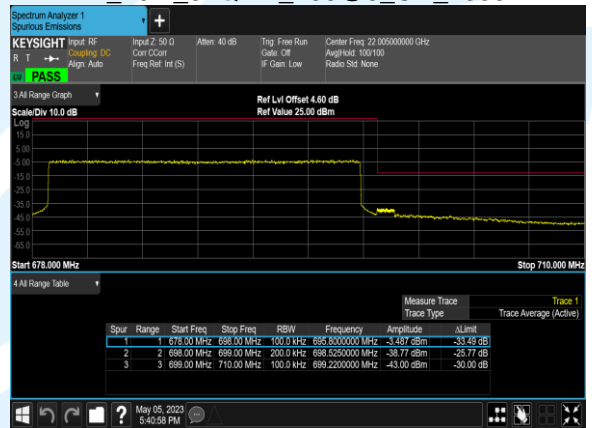 Spectrum Analyzer 1
Spurious Emissions
+
KEYSIGHT Input: RF Input Z: 50 Ω Atten: 40 dB Trig: Free Run Center Freq: 22.005000000 GHz
R T Coupling: DC Corr CCorr Gate: Off Avg|Hold: 100/100
Align: Auto Freq Ref: Int (S) IF Gain: Low Radio Std: None
LV PASS
3 All Range Graph
Ref Lvl Offset 4.60 dB
Scale/Div 10.0 dB Ref Value 25.00 dBm
Log
15.0
5.00
-5.00
-15.0
-25.0
-35.0
-45.0
-55.0
-65.0
Start 678.000 MHz Stop 710.000 MHz
4 All Range Table
Measure Trace Trace 1
Trace Type Trace Average (Active)
Spur Range Start Freq Stop Freq RBW Frequency Amplitude ΔLimit
1 1 678.00 MHz 698.00 MHz 100.0 kHz 695.8000000 MHz -3.487 dBm -33.49 dB
2 2 698.00 MHz 699.00 MHz 200.0 kHz 698.5250000 MHz -38.77 dBm -25.77 dB
3 3 699.00 MHz 710.00 MHz 100.0 kHz 699.2200000 MHz -43.00 dBm -30.00 dB
? May 05, 2023
5:40:58 PM